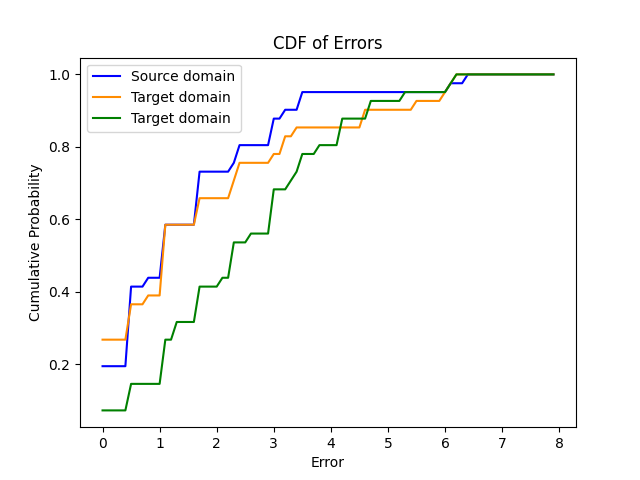 CDF of Errors
Source domain
Target domain
Target domain
Cumulative Probability
1.0
0.8
0.6
0.4
0.2
0 1 2 3 4 5 6 7 8
Error